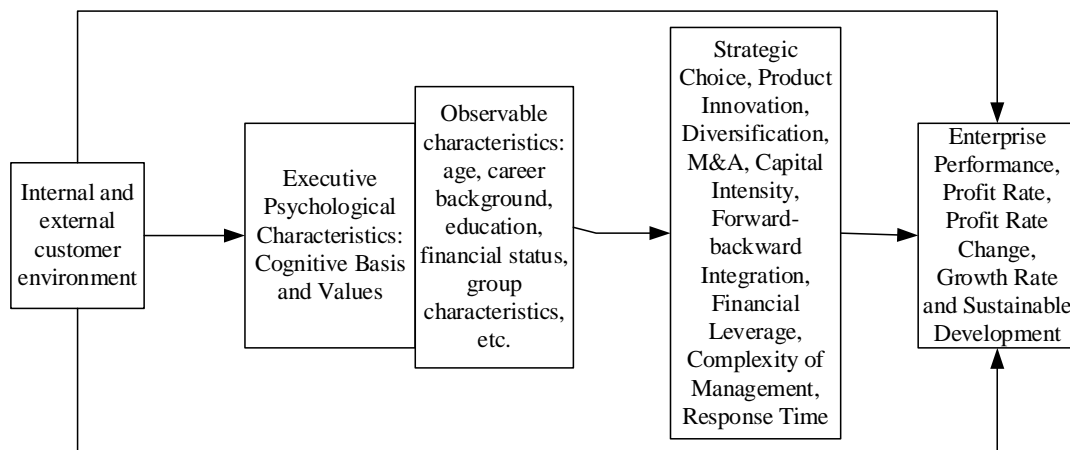 Internal and
external
customer
environment
Executive
Psychological
Characteristics:
Cognitive Basis
and Values
Observable
characteristics:
age, career
background,
education,
financial status,
group
characteristics,
etc.
Strategic
Choice, Product
Innovation,
Diversification,
M&A, Capital
Intensity,
Forward-
backward
Integration,
Financial
Leverage,
Complexity of
Management,
Response Time
Enterprise
Performance,
Profit Rate,
Profit Rate
Change,
Growth Rate
and Sustainable
Development